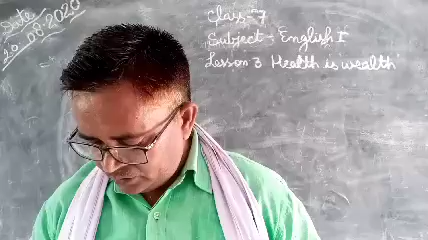 Date
20.08.2020
Class-7
Subject - English I
Lesson 3 Health is wealth